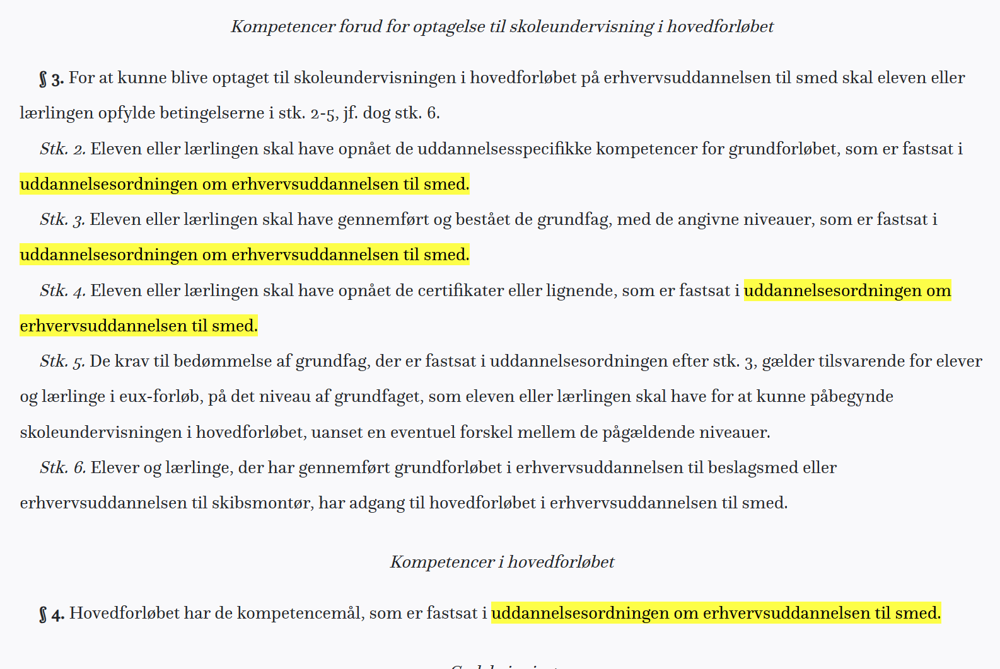 Kompetencer forud for optagelse til skoleundervisning i hovedforløbet
§ 3. For at kunne blive optaget til skoleundervisningen i hovedforløbet på erhvervsuddannelsen til smed skal eleven eller
lærlingen opfylde betingelserne i stk. 2-5, jf. dog stk. 6.
Stk. 2. Eleven eller lærlingen skal have opnået de uddannelsesspecifikke kompetencer for grundforløbet, som er fastsat i
uddannelsesordningen om erhvervsuddannelsen til smed.
Stk. 3. Eleven eller lærlingen skal have gennemført og bestået de grundfag, med de angivne niveauer, som er fastsat i
uddannelsesordningen om erhvervsuddannelsen til smed.
Stk. 4. Eleven eller lærlingen skal have opnået de certifikater eller lignende, som er fastsat i uddannelsesordningen om
erhvervsuddannelsen til smed.
Stk. 5. De krav til bedømmelse af grundfag, der er fastsat i uddannelsesordningen efter stk. 3, gælder tilsvarende for elever
og lærlinge i eux-forløb, på det niveau af grundfaget, som eleven eller lærlingen skal have for at kunne påbegynde
skoleundervisningen i hovedforløbet, uanset en eventuel forskel mellem de pågældende niveauer.
Stk. 6. Elever og lærlinge, der har gennemført grundforløbet i erhvervsuddannelsen til beslagsmed eller
erhvervsuddannelsen til skibsmontør, har adgang til hovedforløbet i erhvervsuddannelsen til smed.
Kompetencer i hovedforløbet
§ 4. Hovedforløbet har de kompetencemål, som er fastsat i uddannelsesordningen om erhvervsuddannelsen til smed.